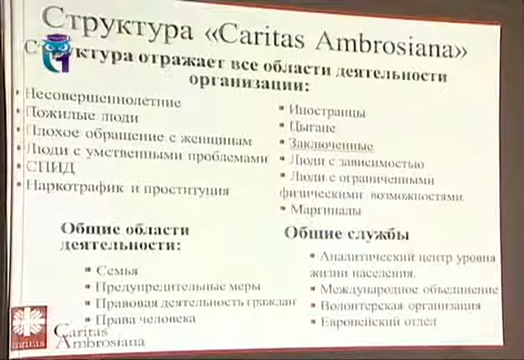 Структура «Caritas Ambrosiana»
Структура отражает все области деятельности
организации:
Несовершеннолетние
Пожилые люди
Плохое обращение с женщинам
Люди с умственными проблемами
СПИД
Наркотрафик и проституция
Иностранцы
Цыгане
Заключенные
Люди с зависимостью
Люди с ограниченными
физическими возможностями
Маргиналы
Общие области
деятельности:
Семья
Предупредительные меры
Правовая деятельность граждан
Права человека
Общие службы
Аналитический центр уровня
жизни населения.
Международное объединение
Волонтерская организация
Европейский отдел
caritas
Caritas
Ambrosiana